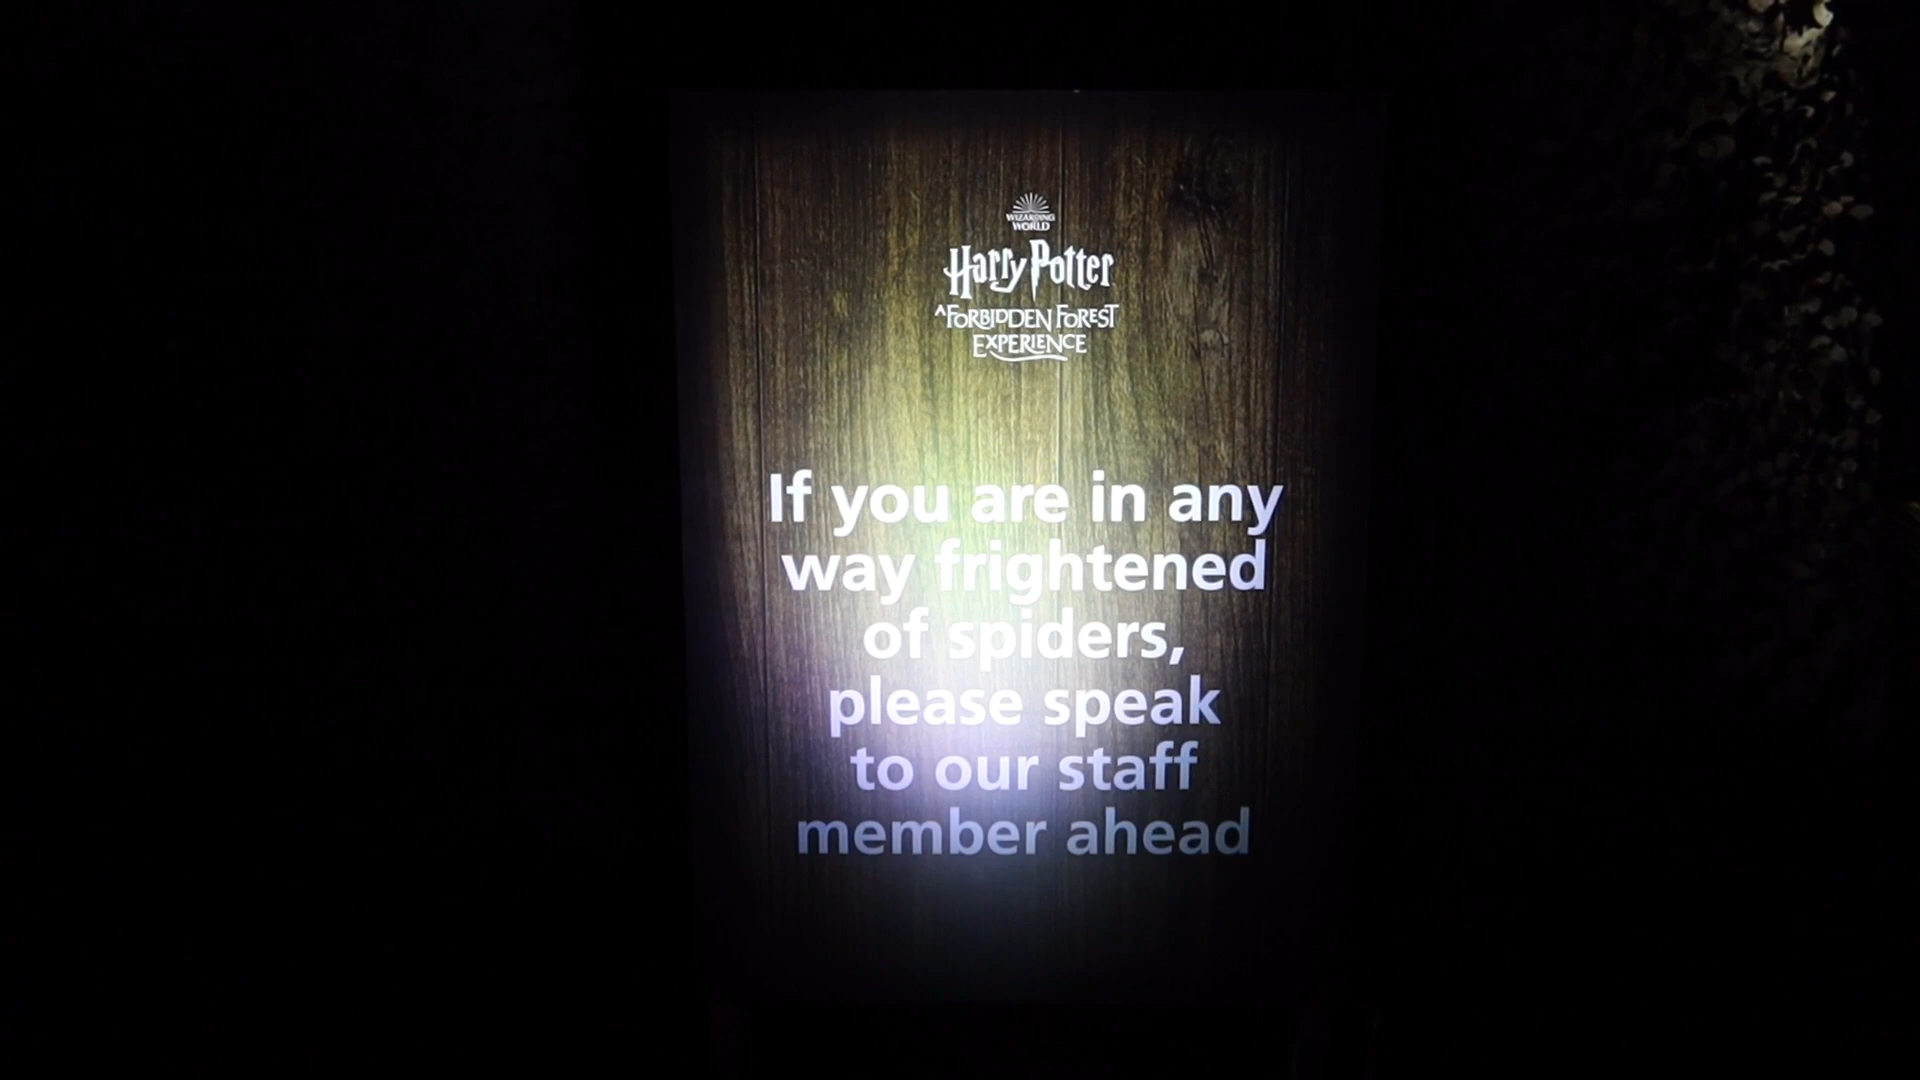 WIZARDING
WORLD
Harry Potter
A FORBIDDEN FOREST
EXPERIENCE
If you are in any
way frightened
of spiders,
please speak
to our staff
member ahead